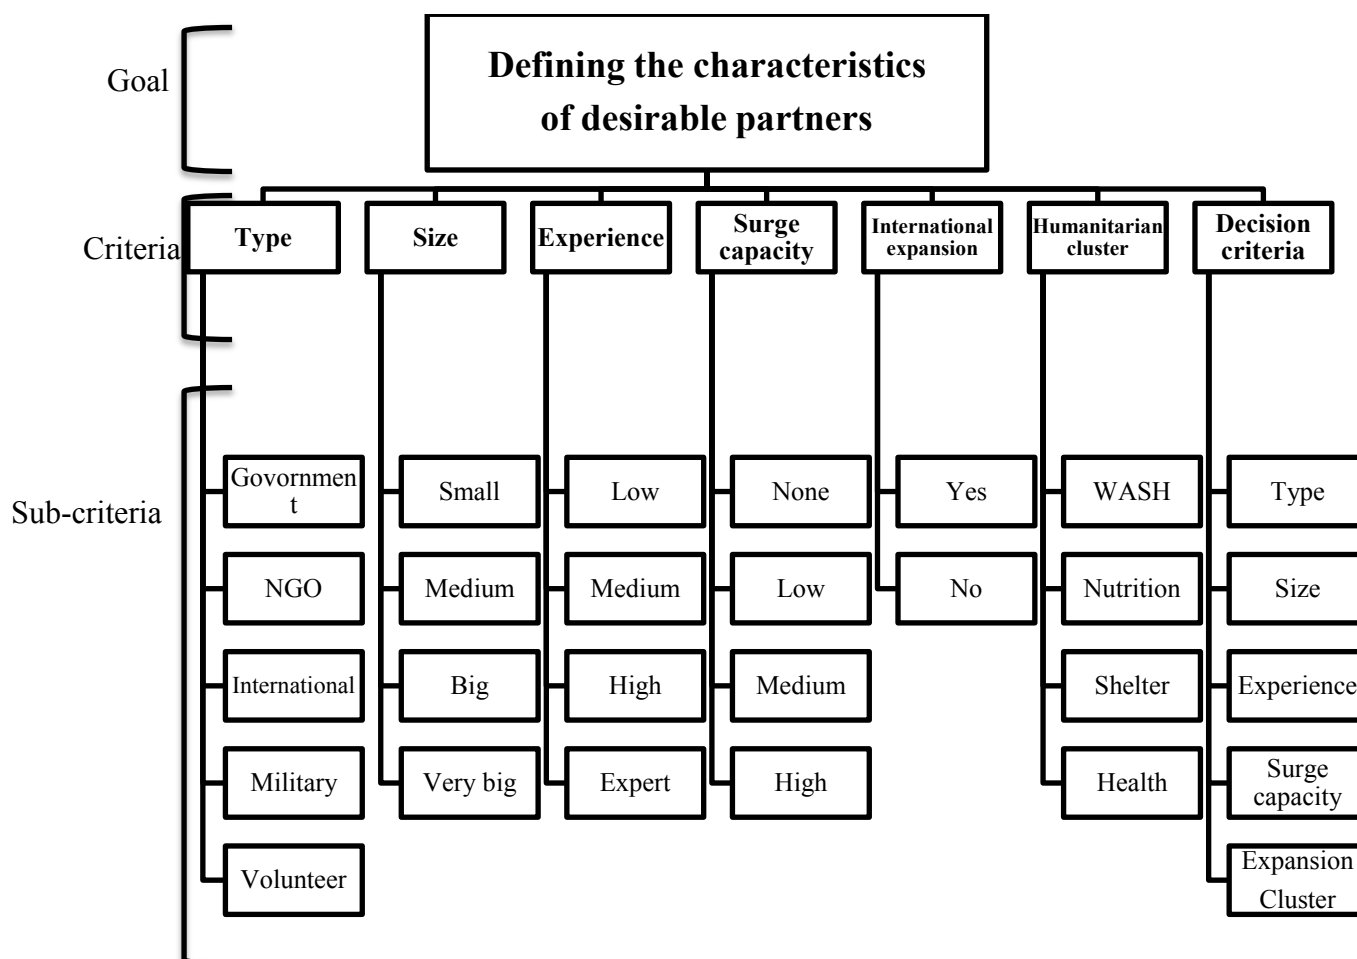 Goal
Defining the characteristics
of desirable partners
Criteria
Type
Size
Experience
Surge
capacity
International
expansion
Humanitarian
cluster
Decision
criteria
Sub-criteria
Govornmen
t
Small
Low
None
Yes
WASH
Type
NGO
Medium
Medium
Low
No
Nutrition
Size
International
Big
High
Medium
Shelter
Experience
Military
Very big
Expert
High
Health
Surge
capacity
Volunteer
Expansion
Cluster